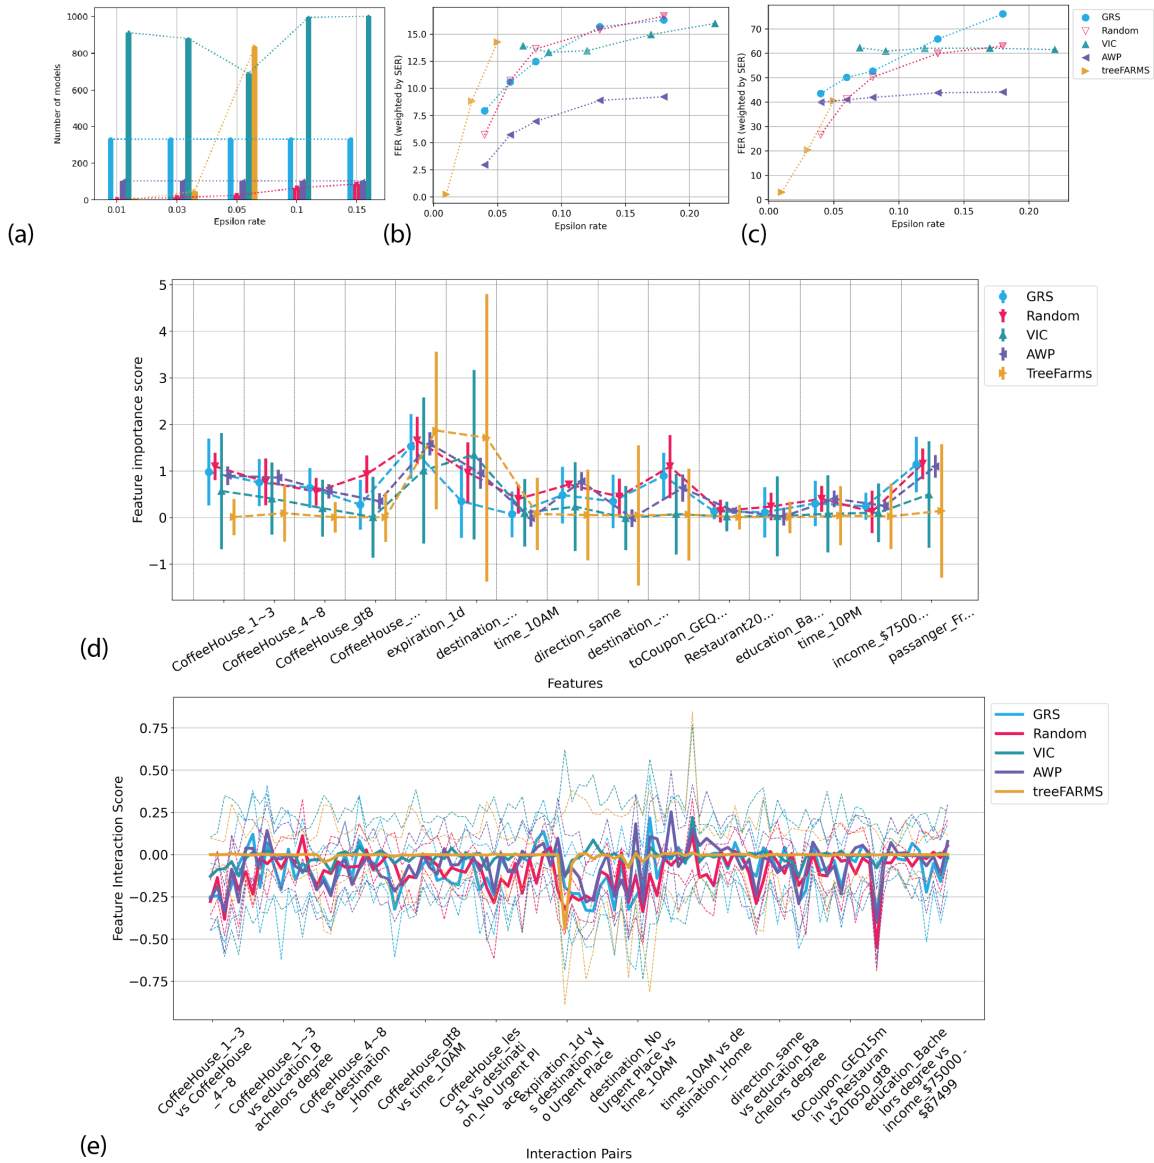 1000
800
600
400
200
0
Number of models
0.01
0.03
0.05
0.1
0.15
Epsilon rate
(a)
15.0
12.5
10.0
7.5
5.0
2.5
0.0
FER (weighted by SER)
0.00
0.05
0.10
0.15
0.20
Epsilon rate
(b)
70
60
50
40
30
20
10
0
FER (weighted by SER)
0.00
0.05
0.10
0.15
0.20
Epsilon rate
(c)
GRS
Random
VIC
AWP
treeFARMS
5
4
3
2
1
0
−1
Feature importance score
GRS
Random
VIC
AWP
TreeFarms
CoffeeHouse_1~3
CoffeeHouse_4~8
CoffeeHouse_gt8
CoffeeHouse_...
expiration_1d
destination_...
time_10AM
direction_same
destination_...
toCoupon_GEQ...
Restaurant20...
education_Ba...
time_10PM
income_$7500...
passanger_Fr...
Features
(d)
0.75
0.50
0.25
0.00
−0.25
−0.50
−0.75
Feature Interaction Score
GRS
Random
VIC
AWP
treeFARMS
CoffeeHouse_1~3
vs CoffeeHouse
_4~8
CoffeeHouse_1~3
vs education_B
achelors degree
CoffeeHouse_4~8
vs destination
_Home
CoffeeHouse_gt8
vs time_10AM
CoffeeHouse_les
s1 vs destinati
on_No Urgent Pl
ace
expiration_1d v
s destination_N
o Urgent Place
destination_No
Urgent Place vs
time_10AM
time_10AM vs de
stination_Home
direction_same
vs education_Ba
chelors degree
toCoupon_GEQ15m
in vs Restauran
t20To50_gt8
education_Bache
lors degree vs
income_$75000 -
$87499
Interaction Pairs
(e)